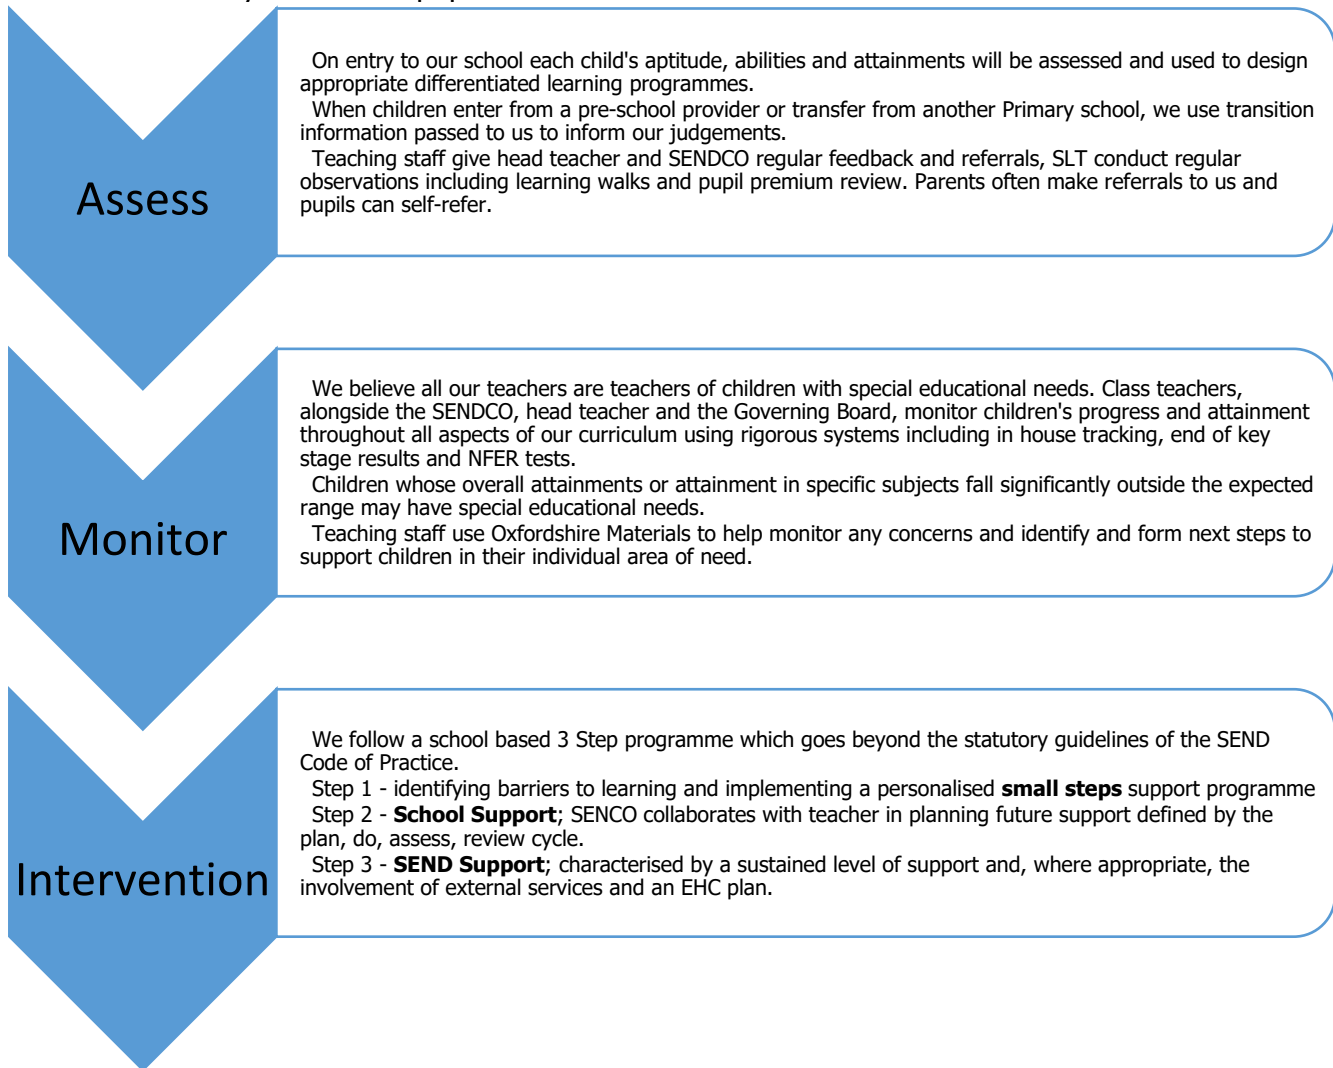 Assess
On entry to our school each child's aptitude, abilities and attainments will be assessed and used to design
appropriate differentiated learning programmes.
When children enter from a pre-school provider or transfer from another Primary school, we use transition
information passed to us to inform our judgements.
Teaching staff give head teacher and SENDCO regular feedback and referrals, SLT conduct regular
observations including learning walks and pupil premium review. Parents often make referrals to us and
pupils can self-refer.
Monitor
We believe all our teachers are teachers of children with special educational needs. Class teachers,
alongside the SENDCO, head teacher and the Governing Board, monitor children's progress and attainment
throughout all aspects of our curriculum using rigorous systems including in house tracking, end of key
stage results and NFER tests.
Children whose overall attainments or attainment in specific subjects fall significantly outside the expected
range may have special educational needs.
Teaching staff use Oxfordshire Materials to help monitor any concerns and identify and form next steps to
support children in their individual area of need.
Intervention
We follow a school based 3 Step programme which goes beyond the statutory guidelines of the SEND
Code of Practice.
Step 1 - identifying barriers to learning and implementing a personalised small steps support programme
Step 2 - School Support; SENCO collaborates with teacher in planning future support defined by the
plan, do, assess, review cycle.
Step 3 - SEND Support; characterised by a sustained level of support and, where appropriate, the
involvement of external services and an EHC plan.